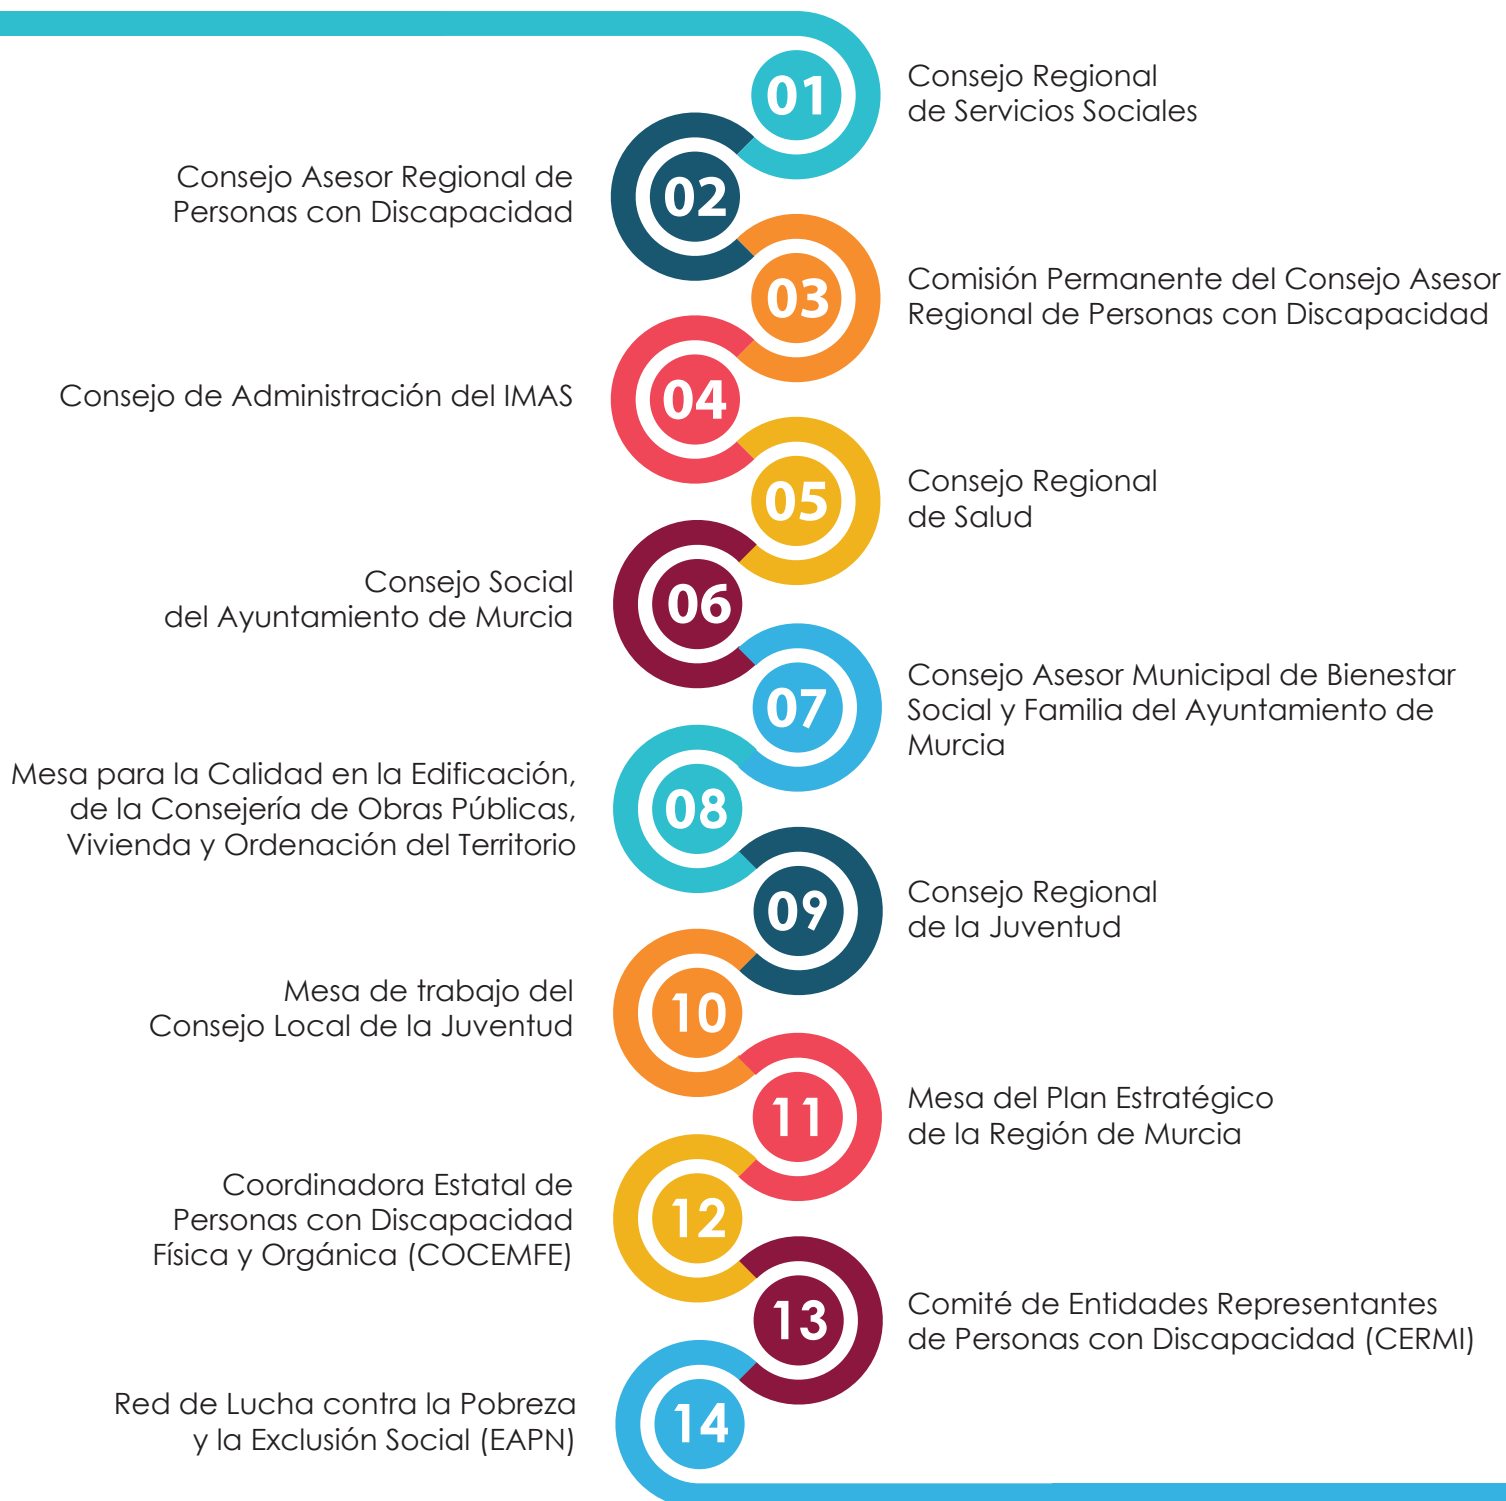 01
Consejo Regional
de Servicios Sociales
02
Consejo Asesor Regional de
Personas con Discapacidad
03
Comisión Permanente del Consejo Asesor
Regional de Personas con Discapacidad
04
Consejo de Administración del IMAS
05
Consejo Regional
de Salud
06
Consejo Social
del Ayuntamiento de Murcia
07
Consejo Asesor Municipal de Bienestar
Social y Familia del Ayuntamiento de
Murcia
08
Mesa para la Calidad en la Edificación,
de la Consejería de Obras Públicas,
Vivienda y Ordenación del Territorio
09
Consejo Regional
de la Juventud
10
Mesa de trabajo del
Consejo Local de la Juventud
11
Mesa del Plan Estratégico
de la Región de Murcia
12
Coordinadora Estatal de
Personas con Discapacidad
Física y Orgánica (COCEMFE)
13
Comité de Entidades Representantes
de Personas con Discapacidad (CERMI)
14
Red de Lucha contra la Pobreza
y la Exclusión Social (EAPN)